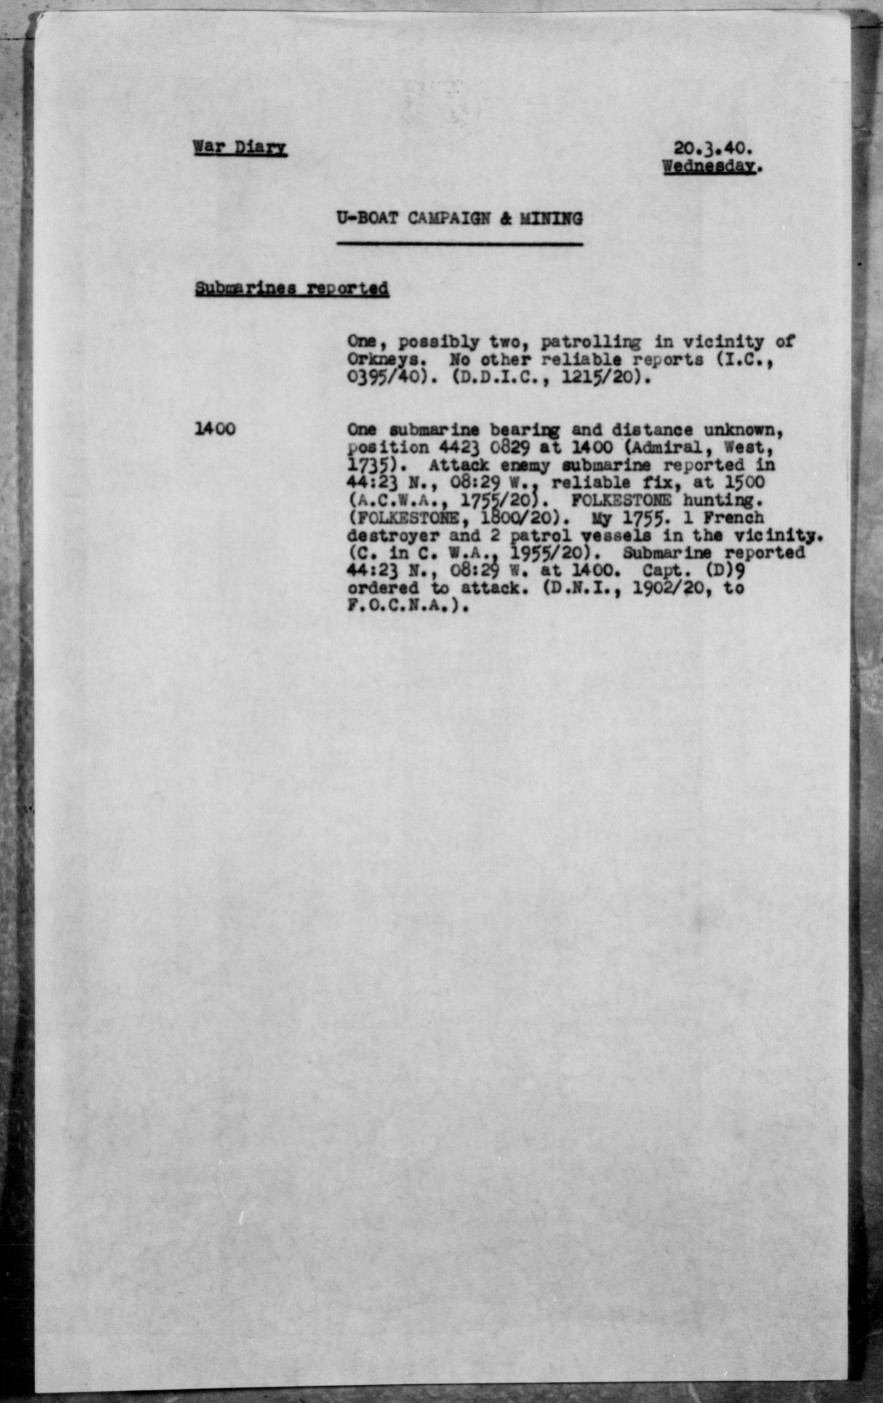 War Diary
20.3.40.
Wednesday.
U-BOAT CAMPAIGN & MINING
Submarines reported
One, possibly two, patrolling in vicinity of
Orkneys. No other reliable reports (I.C.,
0395/40). (D.D.I.C., 1215/20).
1400
One submarine bearing and distance unknown,
position 4423 0829 at 1400 (Admiral, West,
1735). Attack enemy submarine reported in
44:23 N., 08:29 W., reliable fix, at 1500
(A.C.W.A., 1755/20). FOLKESTONE hunting.
(FOLKESTONE, 1800/20). My 1755. 1 French
destroyer and 2 patrol vessels in the vicinity.
(C. in C. W.A., 1955/20). Submarine reported
44:23 N., 08:29 W. at 1400. Capt. (D)9
ordered to attack. (D.N.I., 1902/20, to
F.O.C.N.A.).